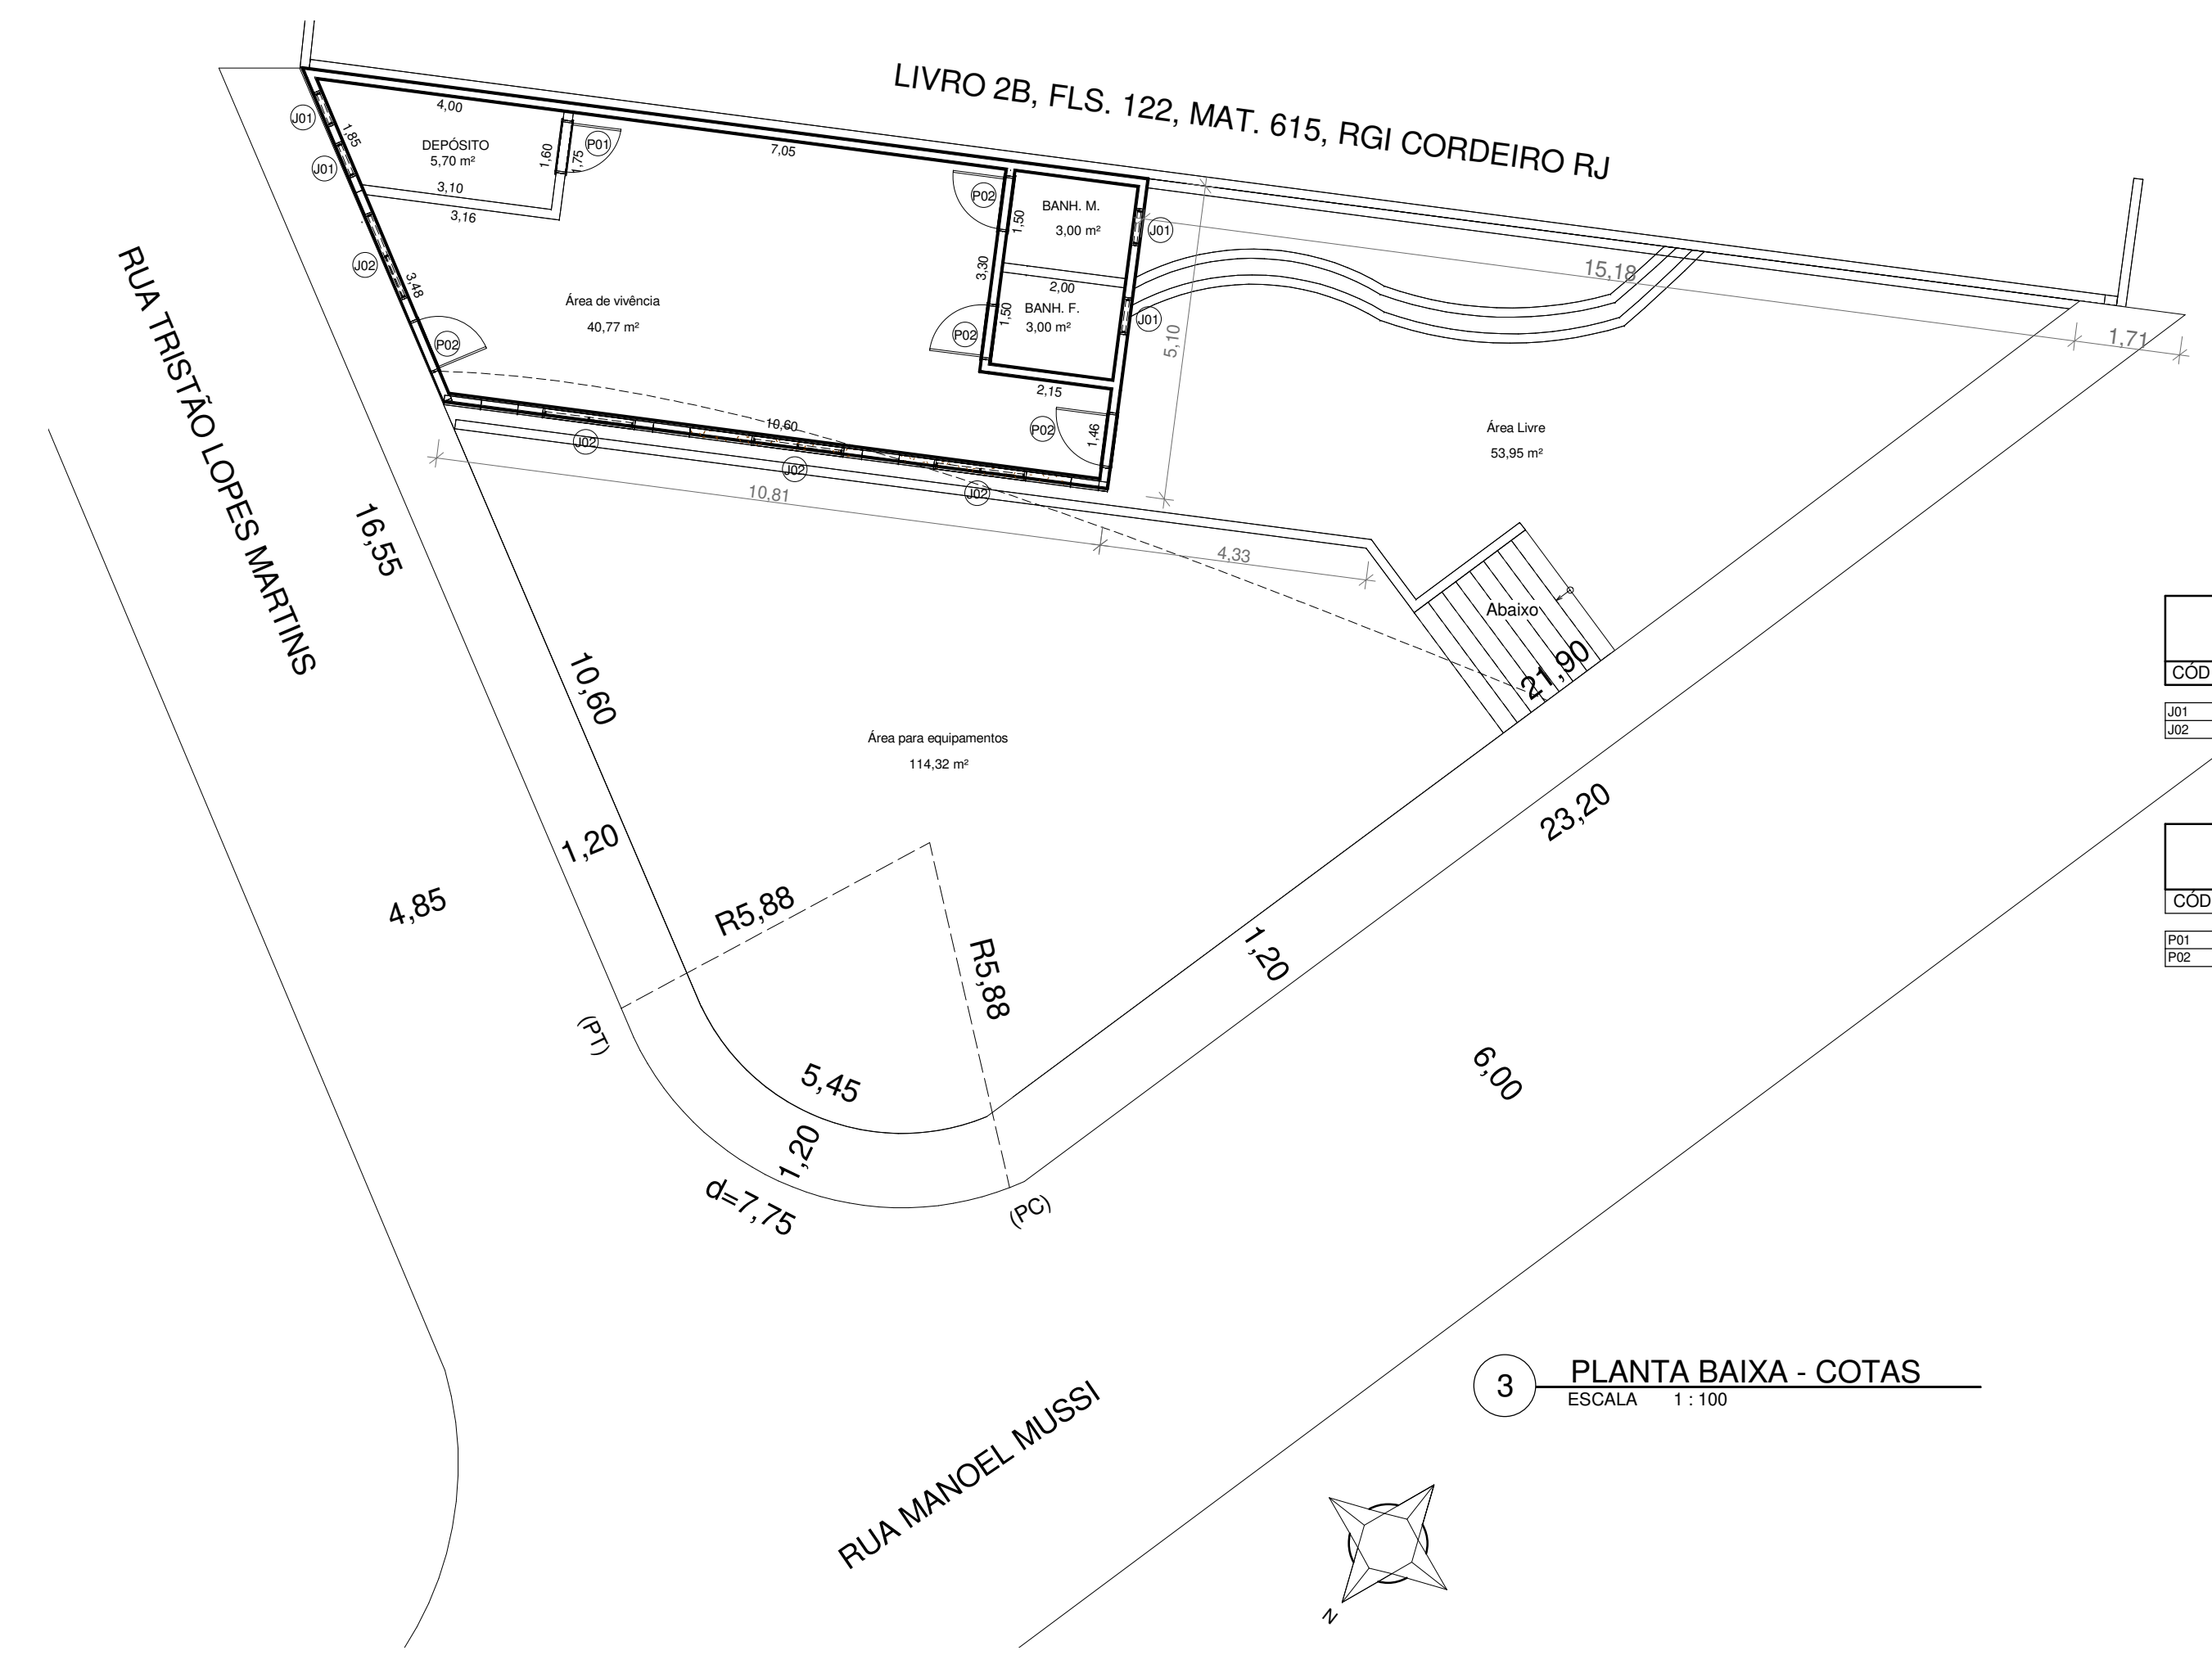 LIVRO 2B, FLS. 122, MAT. 615, RGI CORDEIRO RJ
4,00
J01
1,85
DEPÓSITO
5,70 m²
1,60
1,75
P01
7,05
J01
3,10
3,16
P02
1,50
BANH. M.
3,00 m²
J01
J02
3,48
3,30
2,00
15,18
Área de vivência
40,77 m²
BANH. F.
3,00 m²
1,50
J01
P02
P02
5,10
1,71
2,15
10,60
P02
1,46
J02
J02
J02
10,81
4,33
Área Livre
53,95 m²
RUA TRISTÃO LOPES MARTINS
16,55
10,60
Abaixo
21,90
CÓD
J01
J02
Área para equipamentos
114,32 m²
23,20
1,20
4,85
R5,88
R5,88
1,20
CÓD
P01
P02
(PT)
5,45
1,20
d=7,75
(PC)
6,00
RUA MANOEL MUSSI
3
PLANTA BAIXA - COTAS
ESCALA 1 : 100
N